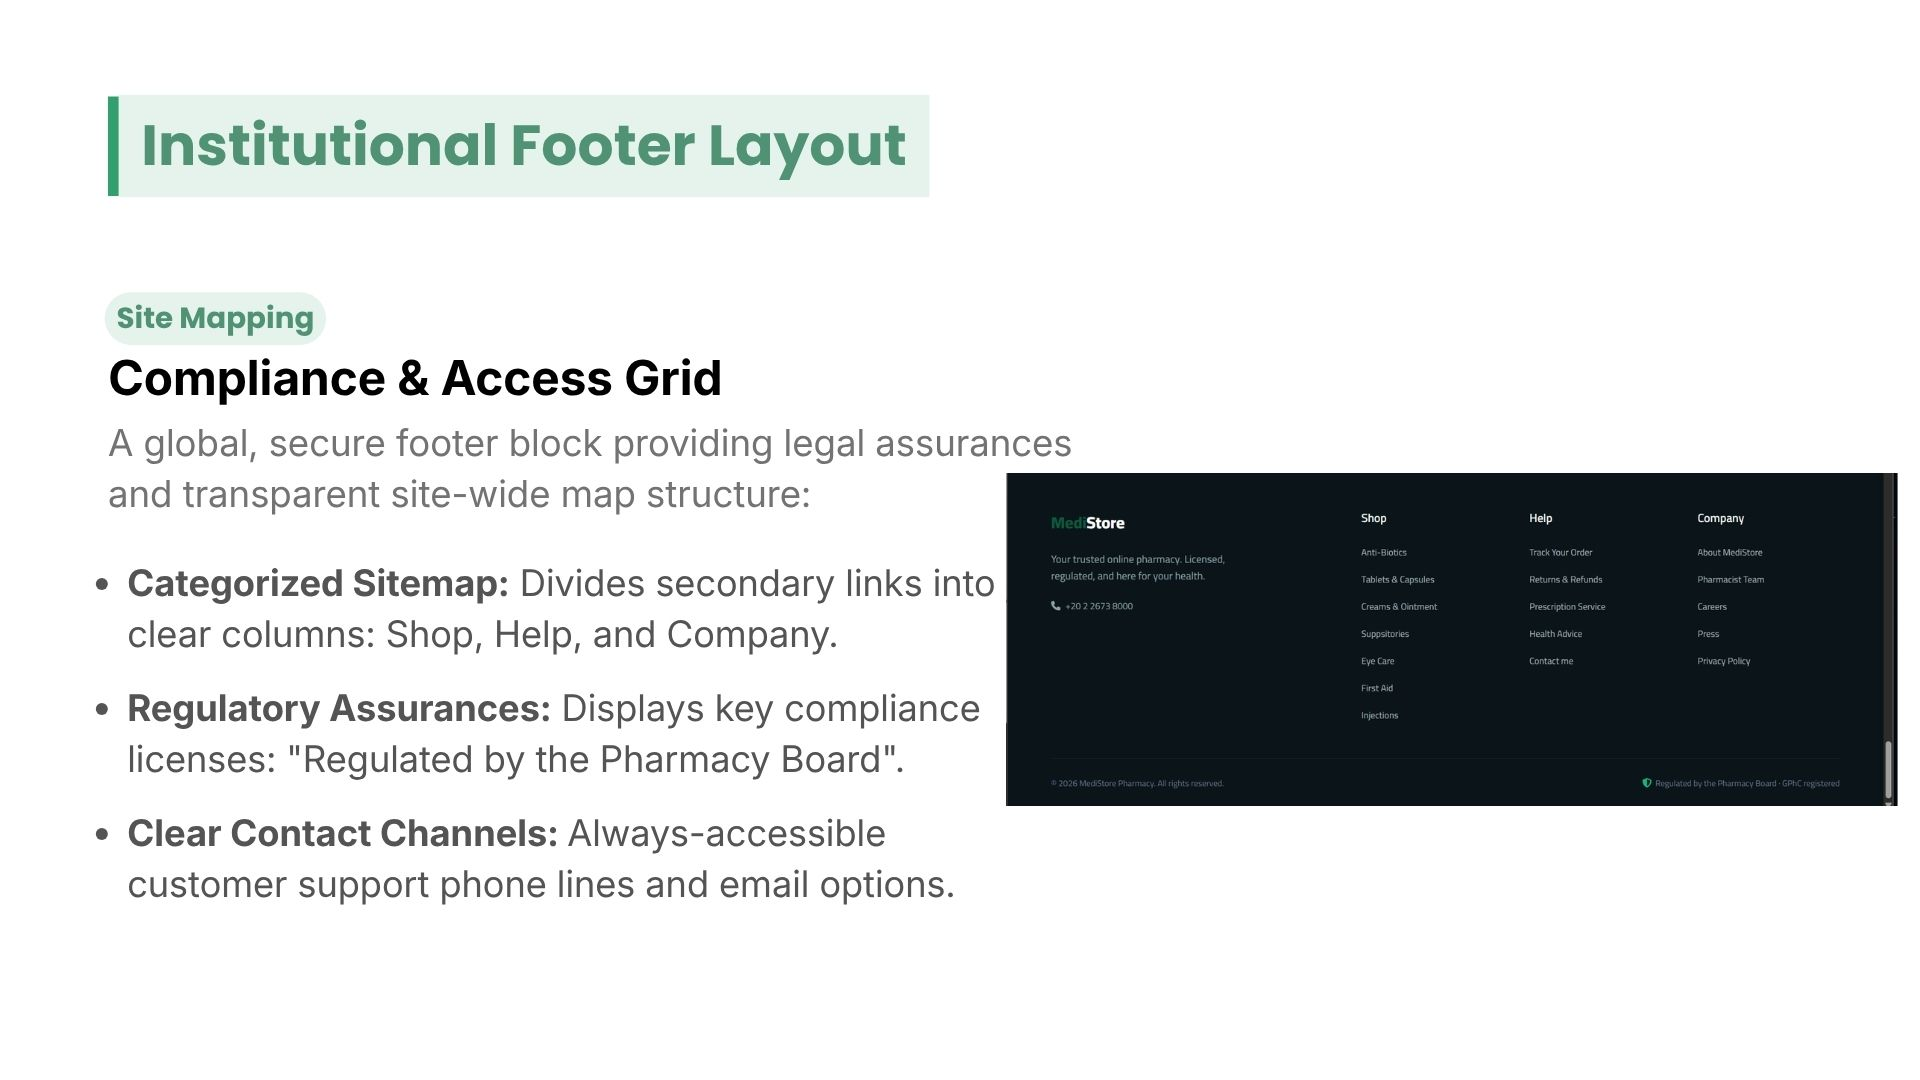 Institutional Footer Layout
Site Mapping
Compliance & Access Grid
A global, secure footer block providing legal assurances
and transparent site-wide map structure:
• Categorized Sitemap: Divides secondary links into
clear columns: Shop, Help, and Company.
• Regulatory Assurances: Displays key compliance
licenses: "Regulated by the Pharmacy Board".
• Clear Contact Channels: Always-accessible
customer support phone lines and email options.
MediStore
Your trusted online pharmacy. Licensed,
regulated, and here for your health.
+20 2 2673 8000
Shop
Anti-Biotics
Tablets & Capsules
Creams & Ointment
Suppsitories
Eye Care
First Aid
Injections
Help
Track Your Order
Returns & Refunds
Prescription Service
Health Advice
Contact me
Company
About MediStore
Pharmacist Team
Careers
Press
Privacy Policy
© 2026 MediStore Pharmacy. All rights reserved.
Regulated by the Pharmacy Board · GPhC registered